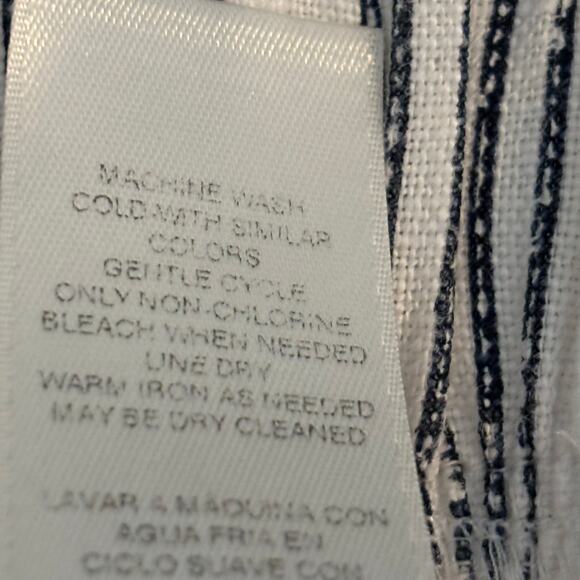 MACHINE WASH
COLD WITH SIMILAR
COLORS
GENTLE CYCLE
ONLY NON-CHLORINE
BLEACH WHEN NEEDED
LINE DRY
WARM IRON AS NEEDED
MAY BE DRY CLEANED
LAVAR A MAQUINA CON
AGUA FRIA EN
CICLO SUAVE CON